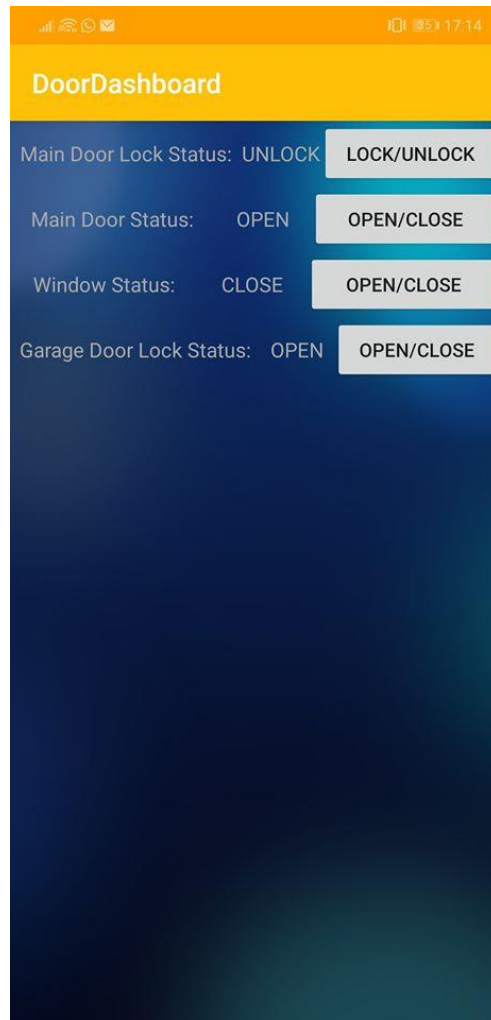 35 17:14
DoorDashboard
Main Door Lock Status: UNLOCK LOCK/UNLOCK
Main Door Status: OPEN OPEN/CLOSE
Window Status: CLOSE OPEN/CLOSE
Garage Door Lock Status: OPEN OPEN/CLOSE